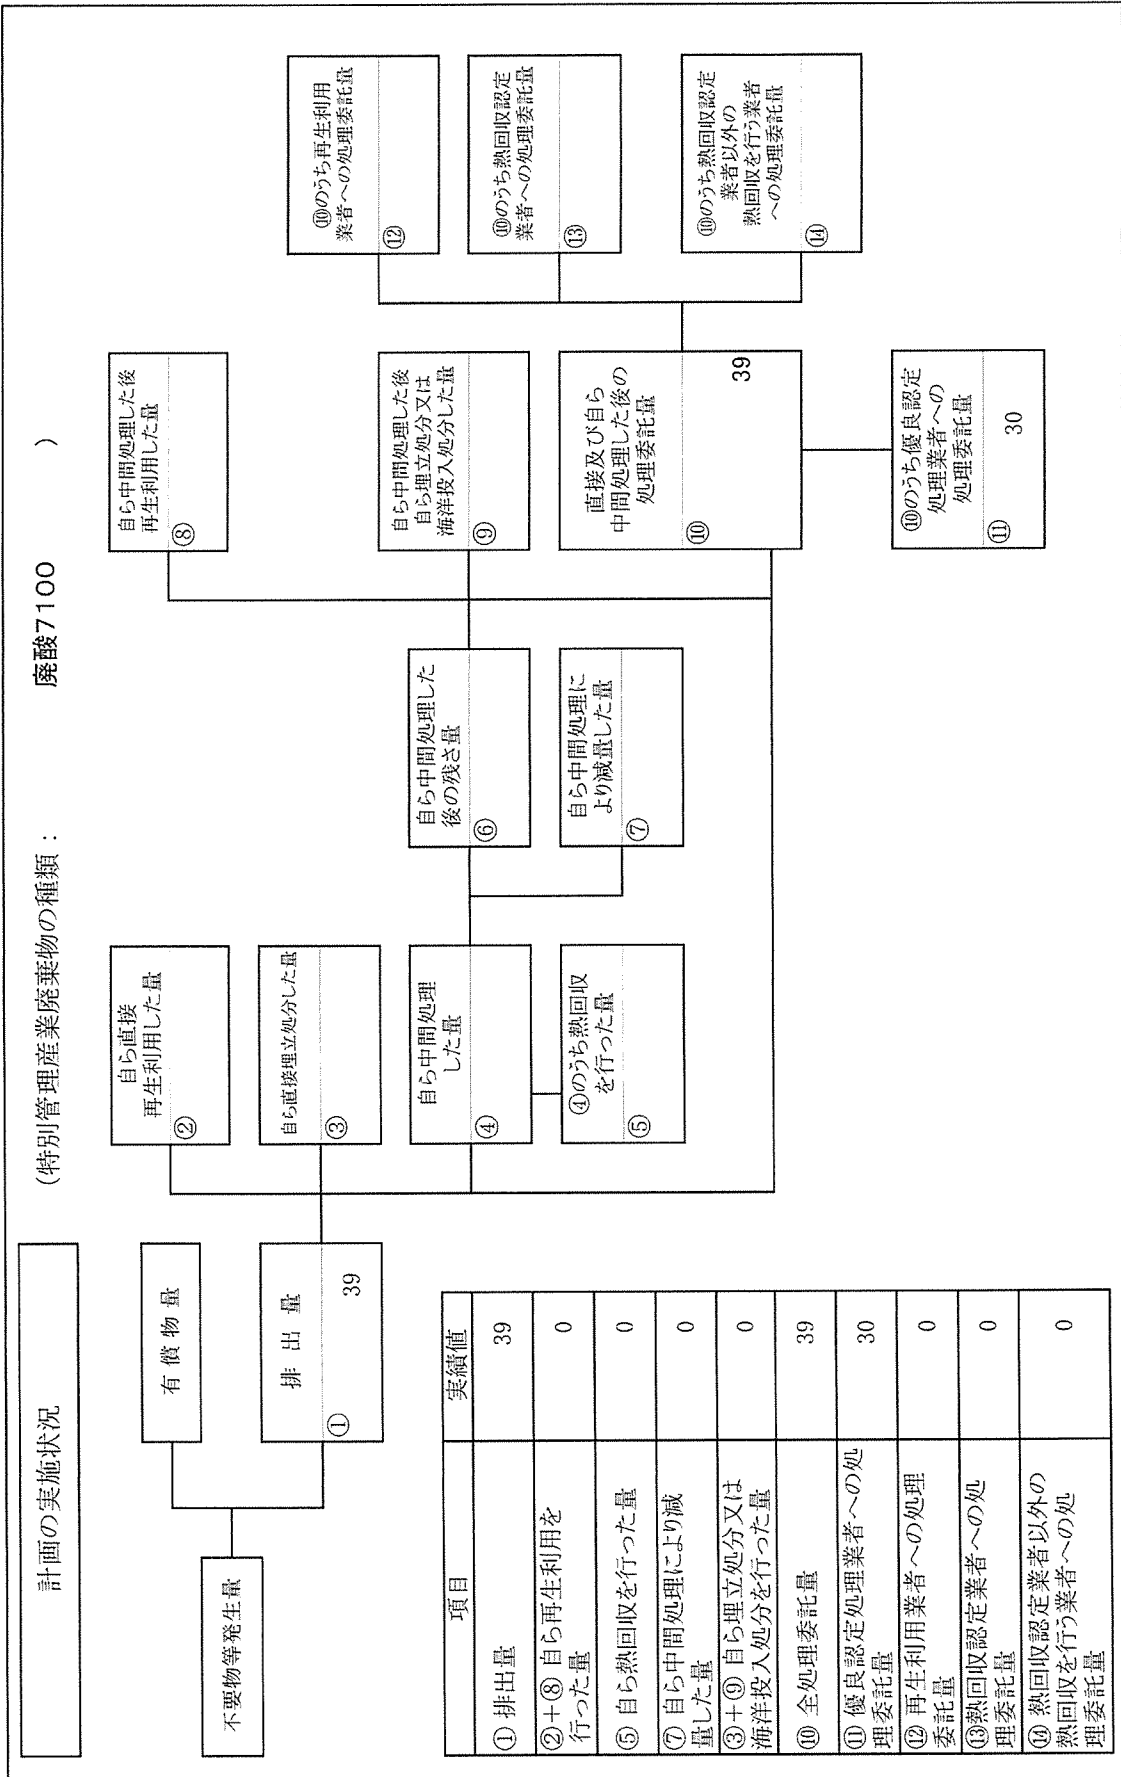 計画の実施状況
(特別管理産業廃棄物の種類：　廃酸7100　)
不要物等発生量
有 償 物 量
排 出 量
①
39
自ら直接
再生利用した量
②
自ら直接埋立処分した量
③
自ら中間処理
した量
④
④のうち熱回収
を行った量
⑤
自ら中間処理した
後の残さ量
⑥
自ら中間処理に
より減量した量
⑦
自ら中間処理した後
再生利用した量
⑧
自ら中間処理した後
自ら埋立処分又は
海洋投入処分した量
⑨
直接及び自ら
中間処理した後の
処理委託量
⑩
39
⑩のうち優良認定
処理業者への
処理委託量
⑪
30
⑩のうち再生利用
業者への処理委託量
⑫
⑩のうち熱回収認定
業者への処理委託量
⑬
⑩のうち熱回収認定
業者以外の
熱回収を行う業者
への処理委託量
⑭
項目 実績値
① 排出量 39
②＋⑧ 自ら再生利用を
行った量 0
⑤ 自ら熱回収を行った量 0
⑦ 自ら中間処理により減
量した量 0
③＋⑨ 自ら埋立処分又は
海洋投入処分を行った量 0
⑩ 全処理委託量 39
⑪ 優良認定処理業者への処
理委託量 30
⑫ 再生利用業者への処理
委託量 0
⑬熱回収認定業者への処
理委託量 0
⑭ 熱回収認定業者以外の
熱回収を行う業者への処
理委託量 0